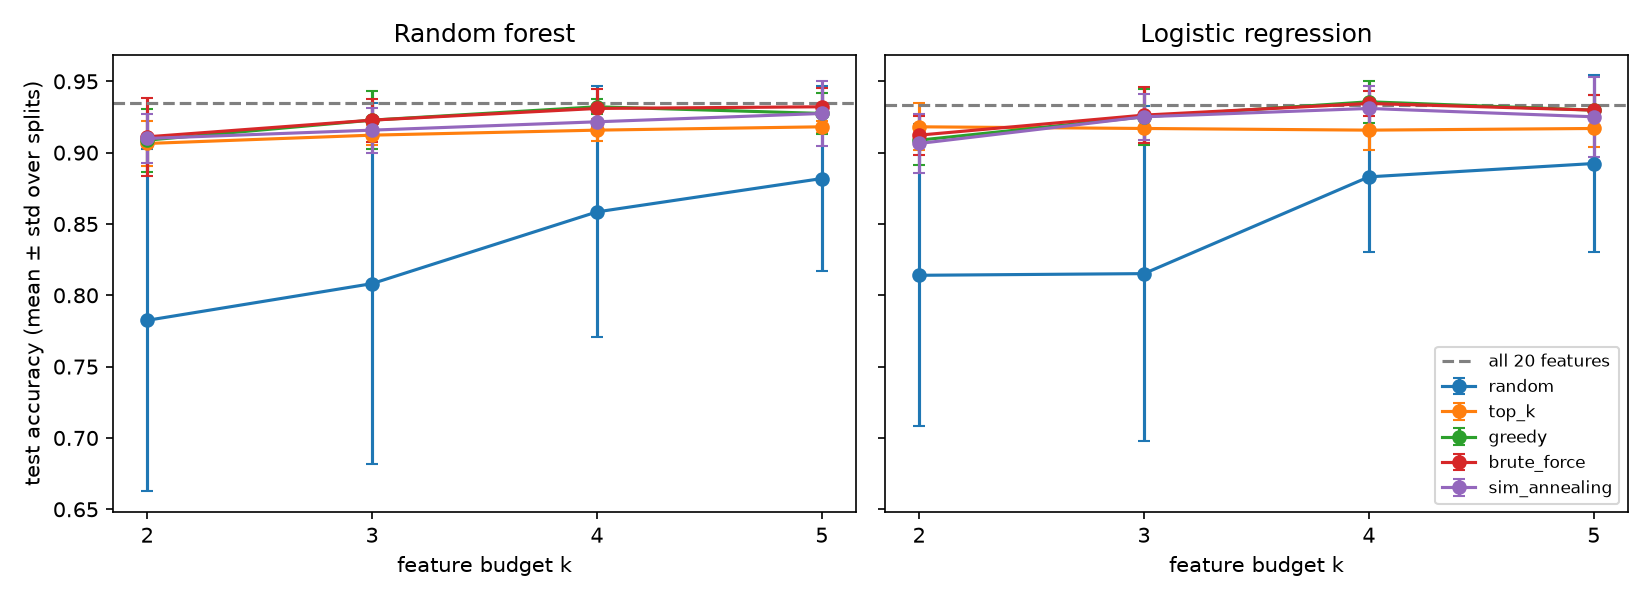 Random forest
Logistic regression
test accuracy (mean ± std over splits)
0.95
0.90
0.85
0.80
0.75
0.70
0.65
2 3 4 5
feature budget k
2 3 4 5
feature budget k
all 20 features
random
top_k
greedy
brute_force
sim_annealing